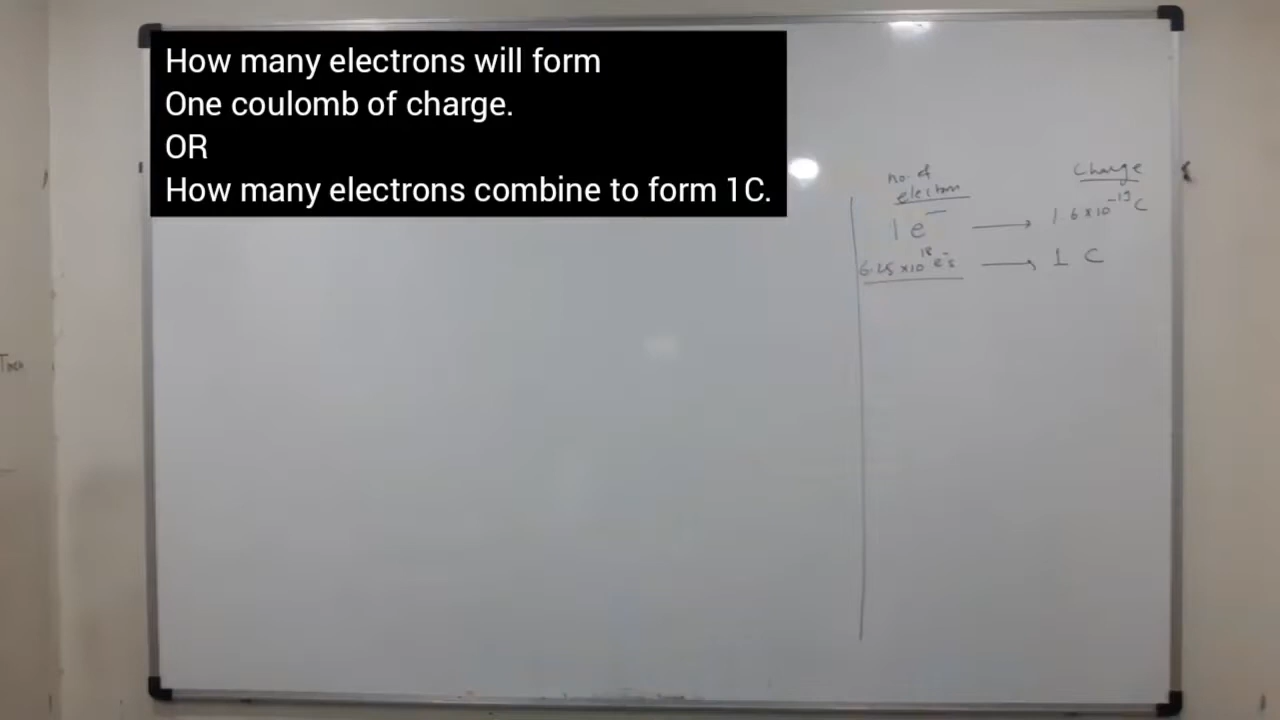 How many electrons will form
One coulomb of charge.
OR
How many electrons combine to form 1C.
no. of
electron
Charge
1 e⁻ → 1.6×10⁻¹⁹ C
6.25×10¹⁸ e⁻s → 1 C